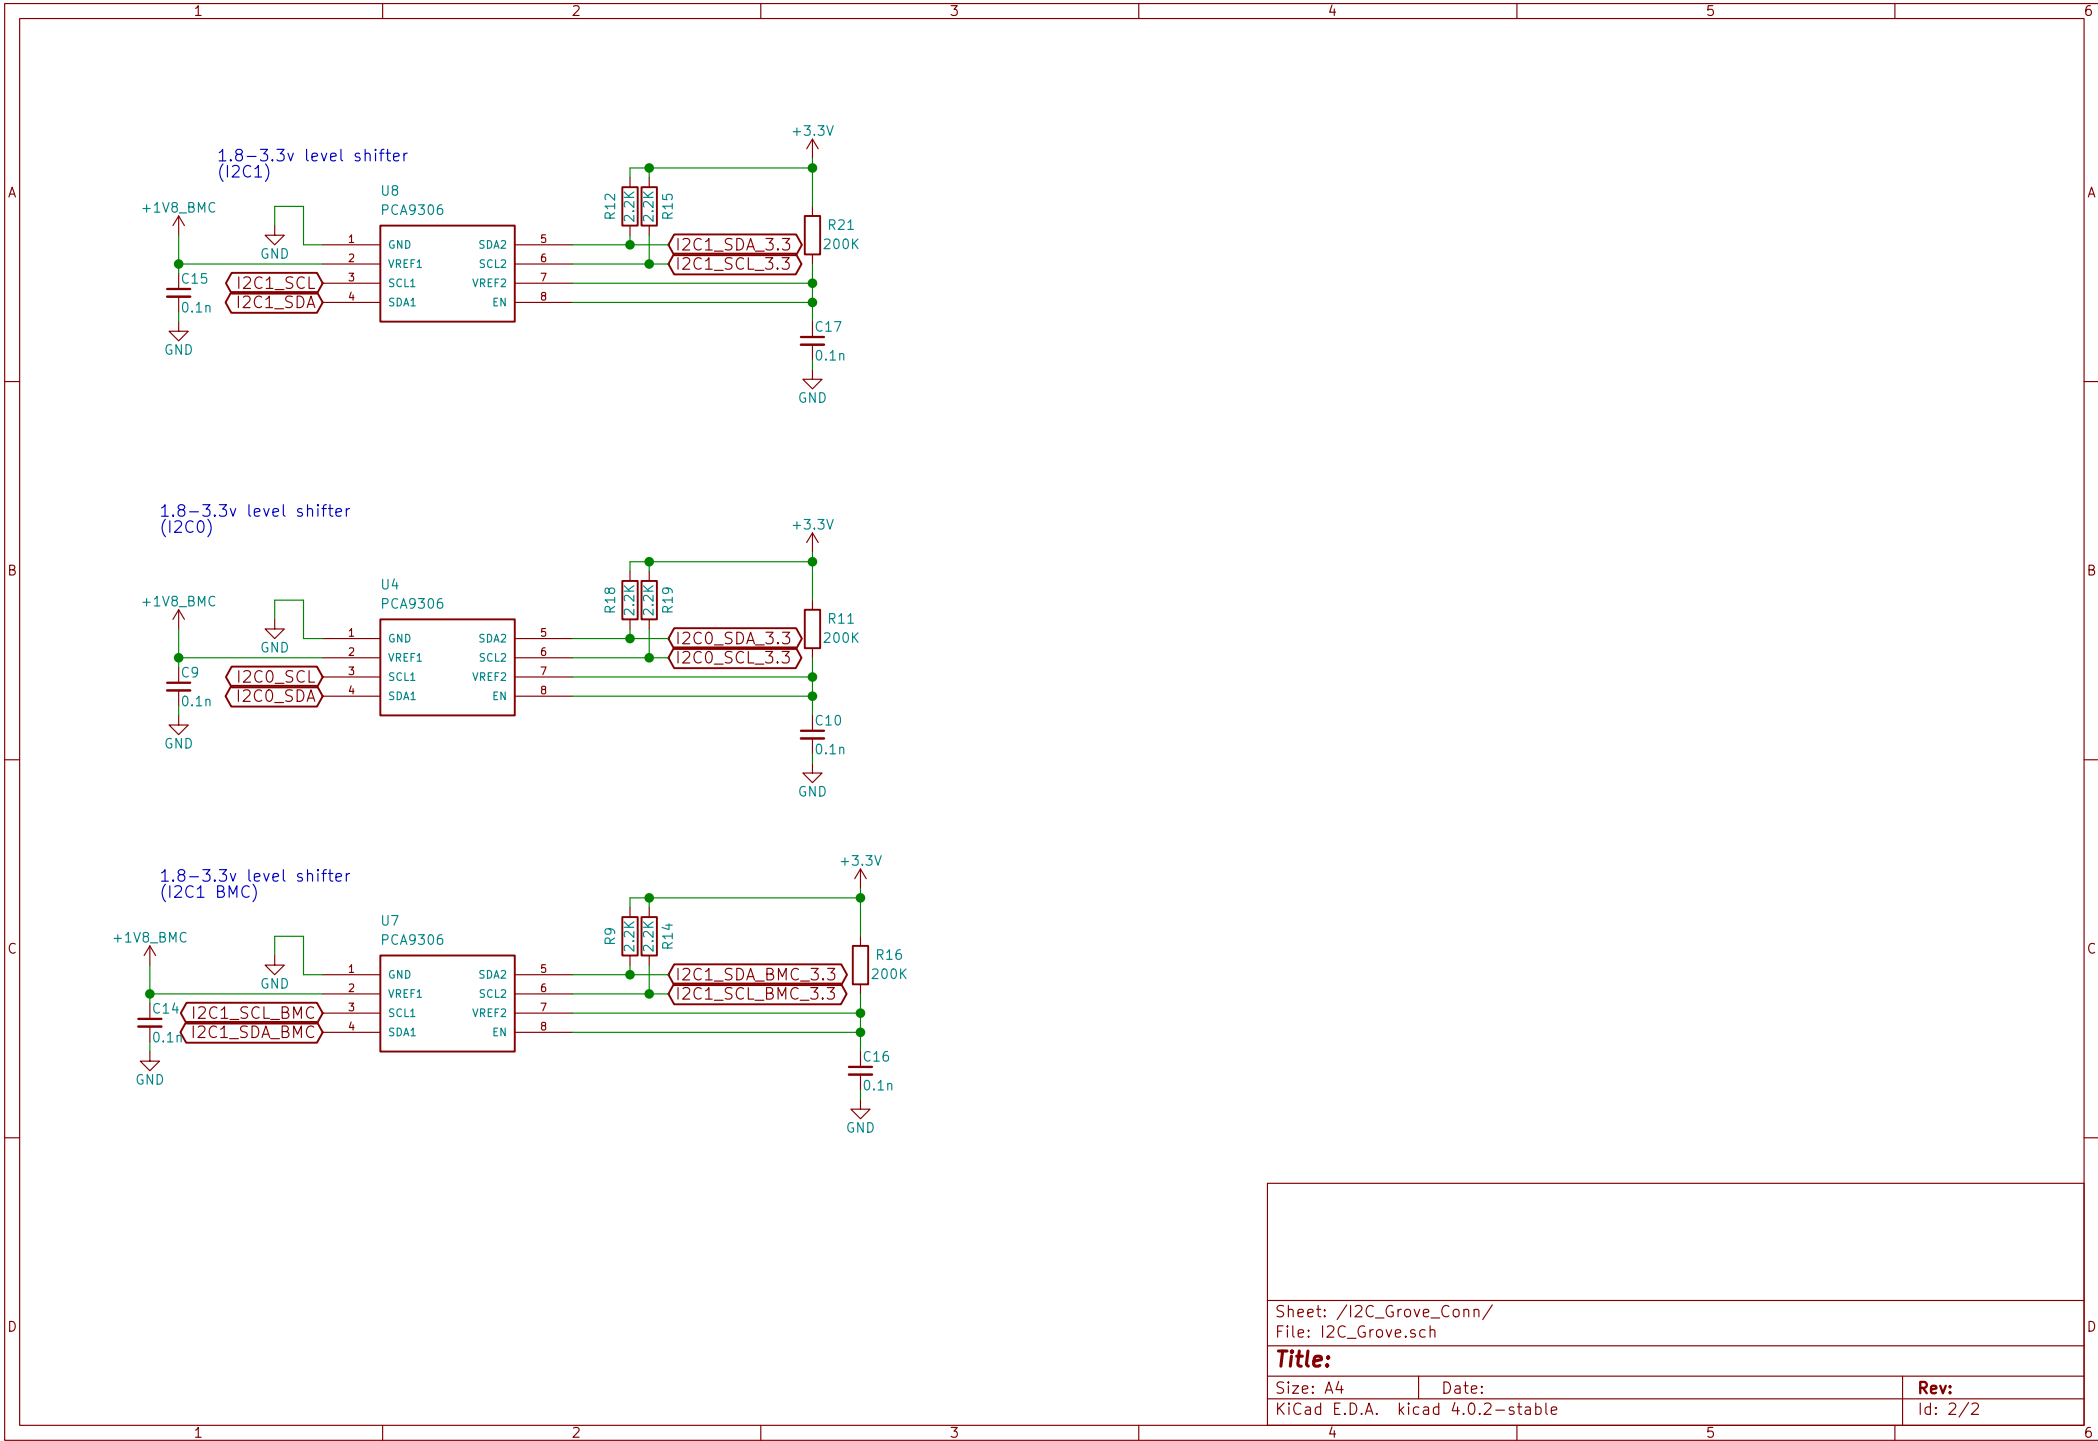 1 2 3 4 5 6
A A
B B
C C
D D
1.8-3.3v level shifter
(I2C1)
+1V8_BMC
GND
C15
0.1n
GND
I2C1_SCL
I2C1_SDA
U8
PCA9306
1 GND SDA2 5
2 VREF1 SCL2 6
3 SCL1 VREF2 7
4 SDA1 EN 8
R12 2.2K 2.2K R15
I2C1_SDA_3.3
I2C1_SCL_3.3
+3.3V
R21
200K
C17
0.1n
GND
1.8-3.3v level shifter
(I2C0)
+1V8_BMC
GND
C9
0.1n
GND
I2C0_SCL
I2C0_SDA
U4
PCA9306
1 GND SDA2 5
2 VREF1 SCL2 6
3 SCL1 VREF2 7
4 SDA1 EN 8
R18 2.2K 2.2K R19
I2C0_SDA_3.3
I2C0_SCL_3.3
+3.3V
R11
200K
C10
0.1n
GND
1.8-3.3v level shifter
(I2C1 BMC)
+1V8_BMC
GND
C14
0.1n
GND
I2C1_SCL_BMC
I2C1_SDA_BMC
U7
PCA9306
1 GND SDA2 5
2 VREF1 SCL2 6
3 SCL1 VREF2 7
4 SDA1 EN 8
R9 2.2K 2.2K R14
I2C1_SDA_BMC_3.3
I2C1_SCL_BMC_3.3
+3.3V
R16
200K
C16
0.1n
GND
Sheet: /I2C_Grove_Conn/
File: I2C_Grove.sch
Title:
Size: A4 Date: Rev:
KiCad E.D.A. kicad 4.0.2-stable Id: 2/2
1 2 3 4 5 6